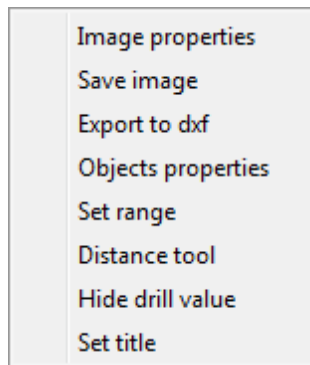 Image properties
Save image
Export to dxf
Objects properties
Set range
Distance tool
Hide drill value
Set title